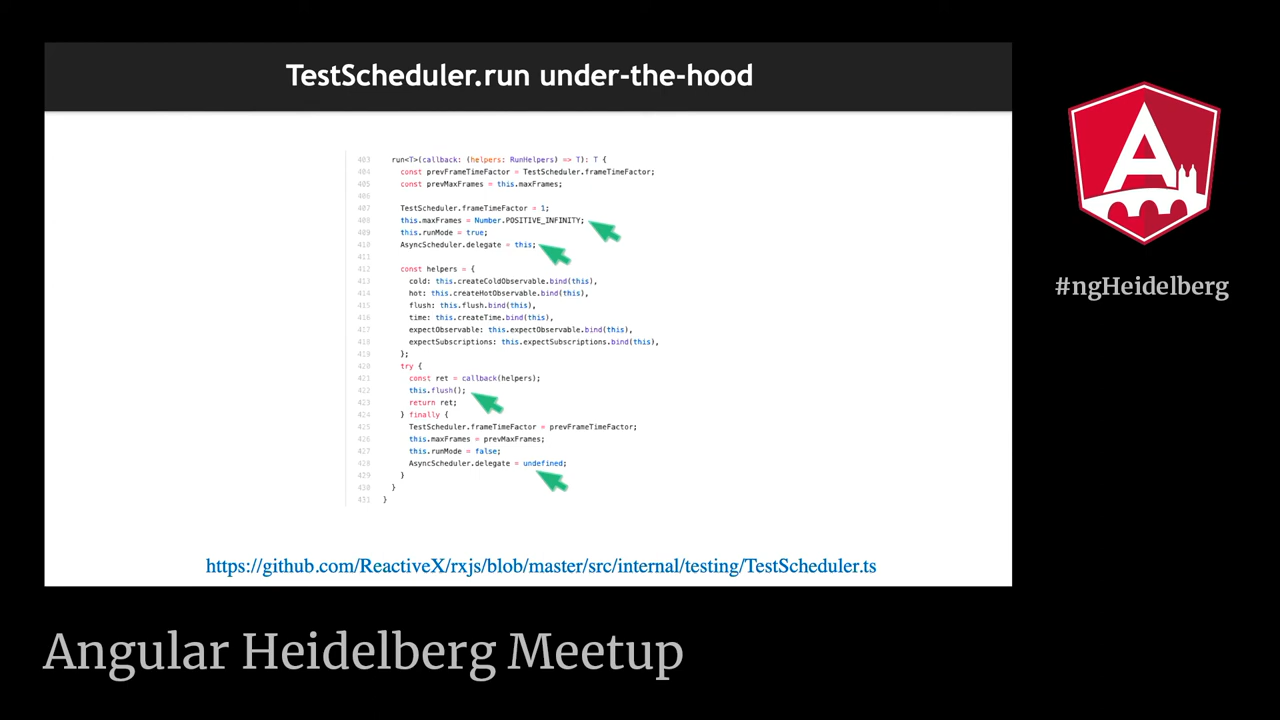 TestScheduler.run under-the-hood
403 run<T>(callback: (helpers: RunHelpers) => T): T {
404 const prevFrameTimeFactor = TestScheduler.frameTimeFactor;
405 const prevMaxFrames = this.maxFrames;
406
407 TestScheduler.frameTimeFactor = 1;
408 this.maxFrames = Number.POSITIVE_INFINITY;
409 this.runMode = true;
410 AsyncScheduler.delegate = this;
411
412 const helpers = {
413 cold: this.createColdObservable.bind(this),
414 hot: this.createHotObservable.bind(this),
415 flush: this.flush.bind(this),
416 time: this.createTime.bind(this),
417 expectObservable: this.expectObservable.bind(this),
418 expectSubscriptions: this.expectSubscriptions.bind(this),
419 };
420 try {
421 const ret = callback(helpers);
422 this.flush();
423 return ret;
424 } finally {
425 TestScheduler.frameTimeFactor = prevFrameTimeFactor;
426 this.maxFrames = prevMaxFrames;
427 this.runMode = false;
428 AsyncScheduler.delegate = undefined;
429 }
430 }
431 }
https://github.com/ReactiveX/rxjs/blob/master/src/internal/testing/TestScheduler.ts
A
#ngHeidelberg
Angular Heidelberg Meetup